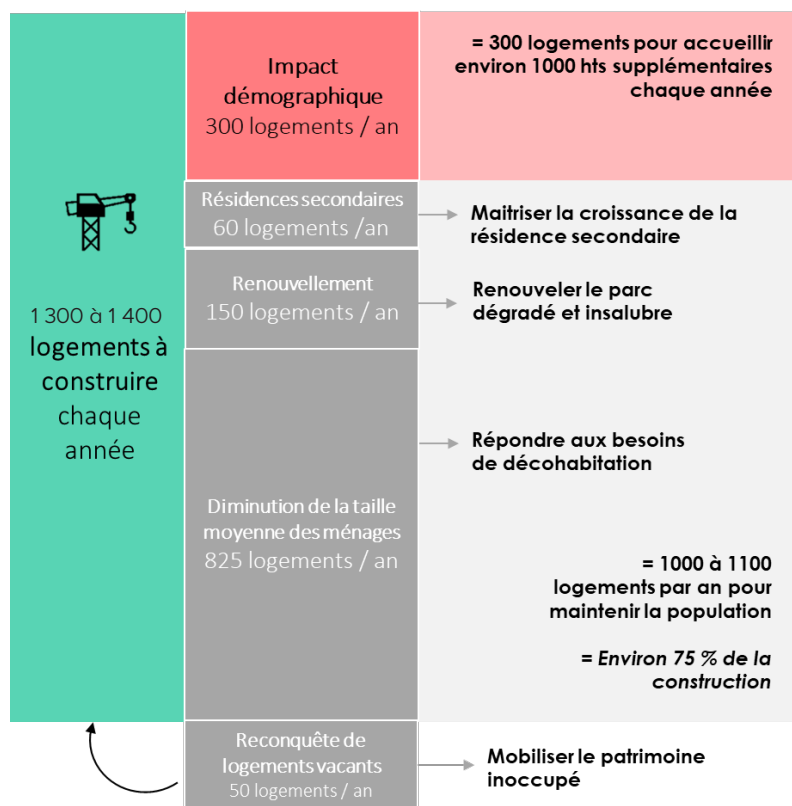 1 300 à 1 400
logements à
construire
chaque
année
Impact
démographique
300 logements / an
= 300 logements pour accueillir
environ 1000 hts supplémentaires
chaque année
Résidences secondaires
60 logements /an
Maitriser la croissance de la
résidence secondaire
Renouvellement
150 logements / an
Renouveler le parc
dégradé et insalubre
Diminution de la taille
moyenne des ménages
825 logements / an
Répondre aux besoins
de décohabitation
= 1000 à 1100
logements par an pour
maintenir la population
= Environ 75 % de la
construction
Reconquête de
logements vacants
50 logements / an
Mobiliser le patrimoine
inoccupé